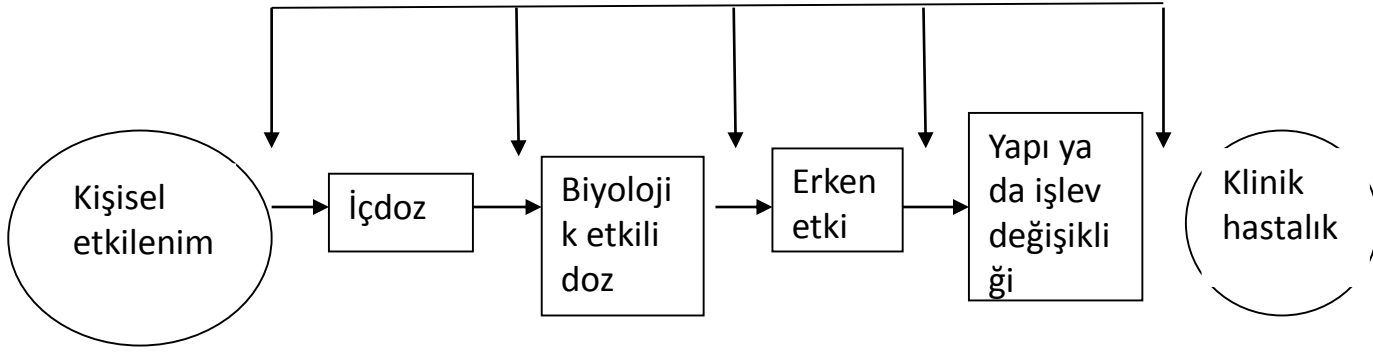 Kişisel
etkilenim
İçdoz
Biyoloji
k etkili
doz
Erken
etki
Yapı ya
da işlev
değişikli
ği
Klinik
hastalık